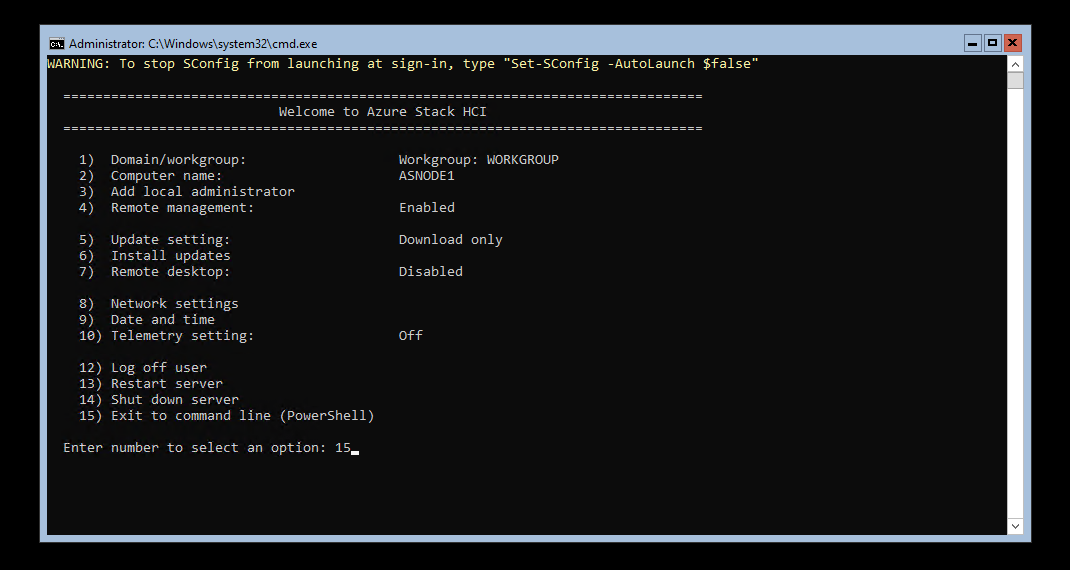 Administrator: C:\Windows\system32\cmd.exe
WARNING: To stop SConfig from launching at sign-in, type "Set-SConfig -AutoLaunch $false"
================================================================================
Welcome to Azure Stack HCI
================================================================================
1) Domain/workgroup: Workgroup: WORKGROUP
2) Computer name: ASNODE1
3) Add local administrator
4) Remote management: Enabled
5) Update setting: Download only
6) Install updates
7) Remote desktop: Disabled
8) Network settings
9) Date and time
10) Telemetry setting: Off
12) Log off user
13) Restart server
14) Shut down server
15) Exit to command line (PowerShell)
Enter number to select an option: 15